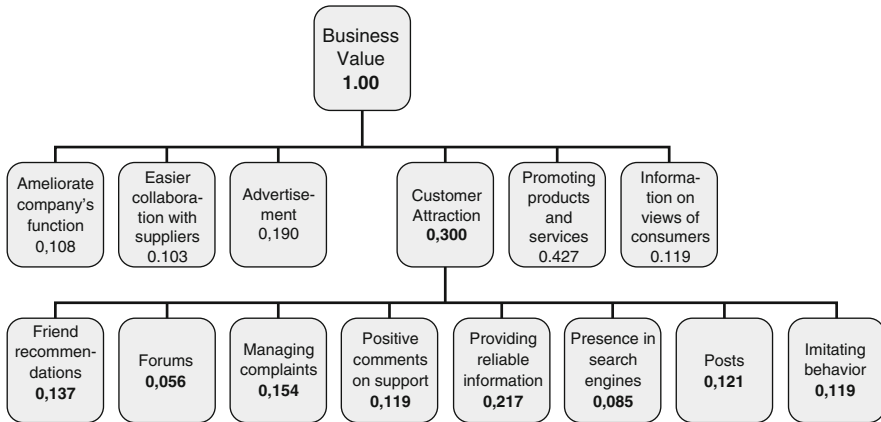 Business
Value
1.00
Ameliorate
company's
function
0,108
Easier
collabora-
tion with
suppliers
0.103
Advertise-
ment
0,190
Customer
Attraction
0,300
Promoting
products
and
services
0.427
Informa-
tion on
views of
consumers
0.119
Friend
recommen-
dations
0,137
Forums
0,056
Managing
complaints
0,154
Positive
comments
on support
0,119
Providing
reliable
information
0,217
Presence in
search
engines
0,085
Posts
0,121
Imitating
behavior
0,119